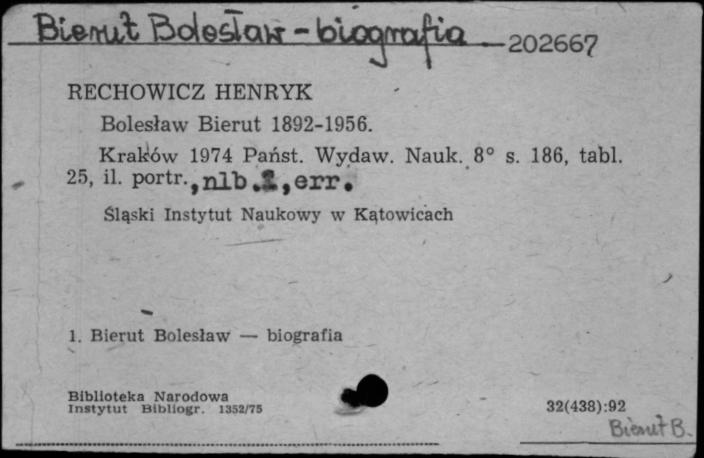 Bierut Bolesław - biografia 202667
RECHOWICZ HENRYK
Bolesław Bierut 1892-1956.
Kraków 1974 Państ. Wydaw. Nauk. 8° s. 186, tabl.
25, il. portr., nlb. 2, err.
Śląski Instytut Naukowy w Kątowicach
1. Bierut Bolesław — biografia
Biblioteka Narodowa
Instytut Bibliogr. 1352/75
32(438):92
Bierut B.